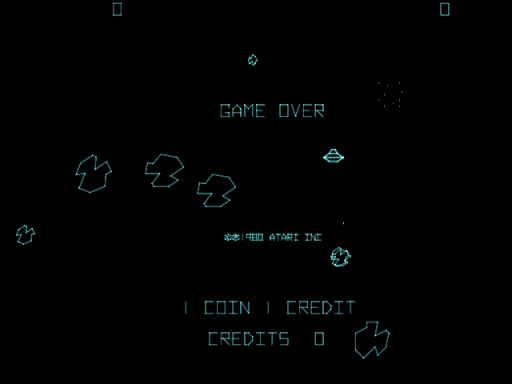 0 0
GAME OVER
©℗1980 ATARI INC
1 COIN 1 CREDIT
CREDITS 0